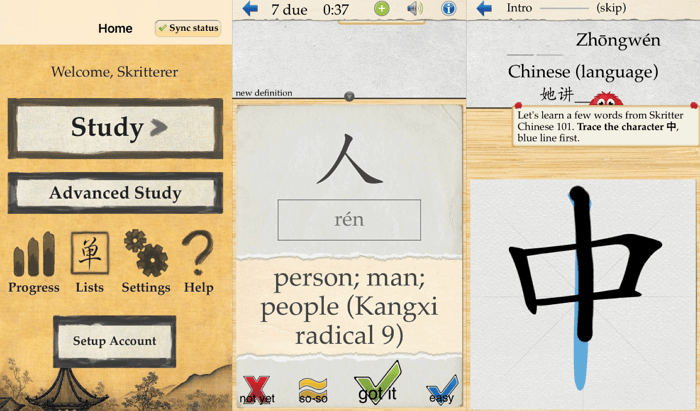 Home
Sync status
Welcome, Skritterer
Study
Advanced Study
单
Progress
Lists
Settings
Help
Setup Account
7 due
0:37
new definition
人
rén
person; man;
people (Kangxi
radical 9)
not yet
so-so
got it
easy
Intro
(skip)
Zhōngwén
Chinese (language)
她讲__
Let's learn a few words from Skritter
Chinese 101. Trace the character 中,
blue line first.
中